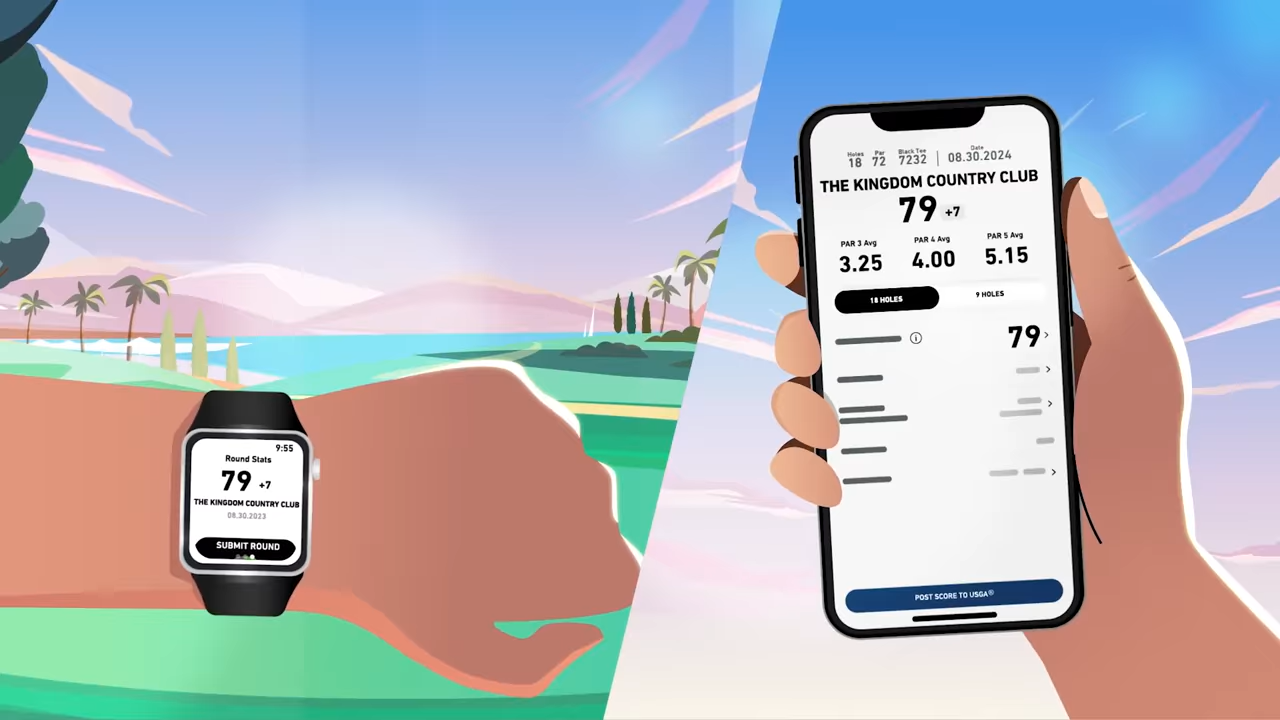 9:55
Round Stats
79 +7
THE KINGDOM COUNTRY CLUB
08.30.2023
SUBMIT ROUND
Holes Par Black Tee Date
18 72 7232 08.30.2024
THE KINGDOM COUNTRY CLUB
79 +7
PAR 3 Avg PAR 4 Avg PAR 5 Avg
3.25 4.00 5.15
18 HOLES 9 HOLES
79
POST SCORE TO USGA®